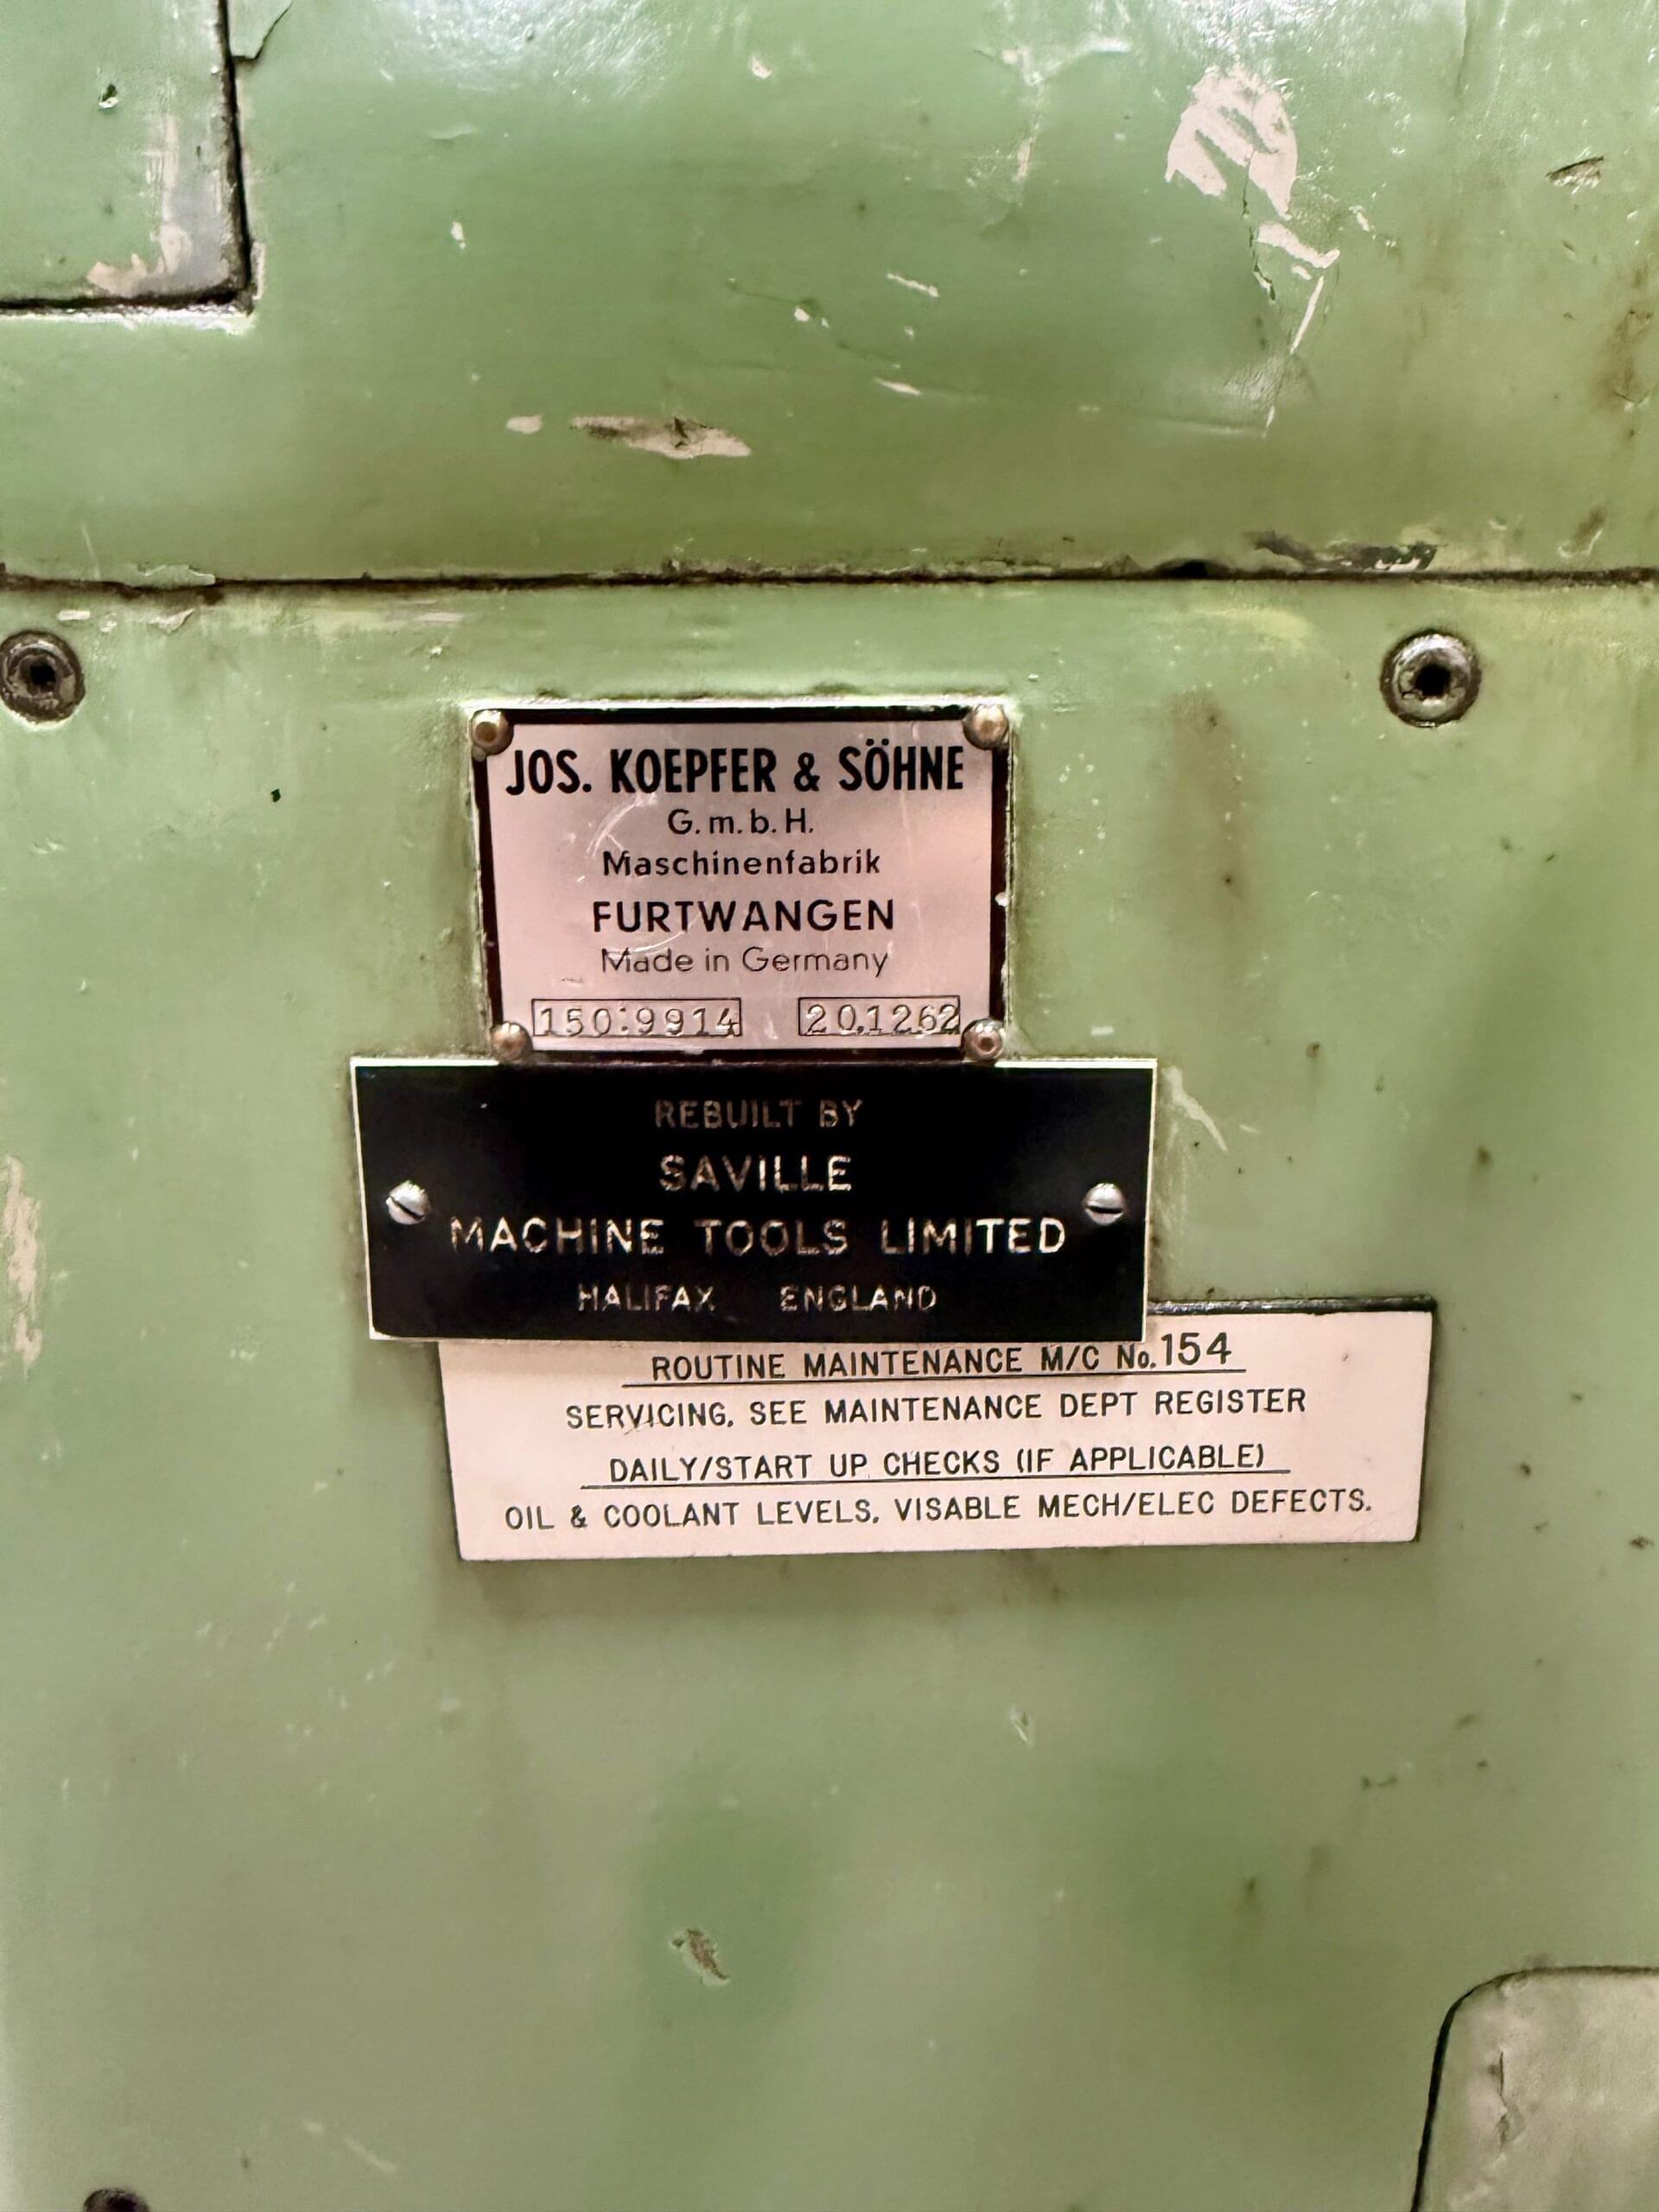 JOS. KOEPFER & SÖHNE
G.m.b.H.
Maschinenfabrik
FURTWANGEN
Made in Germany
150:9914 20.1262
REBUILT BY
SAVILLE
MACHINE TOOLS LIMITED
HALIFAX ENGLAND
ROUTINE MAINTENANCE M/C No. 154
SERVICING, SEE MAINTENANCE DEPT REGISTER
DAILY/START UP CHECKS (IF APPLICABLE)
OIL & COOLANT LEVELS, VISABLE MECH/ELEC DEFECTS.